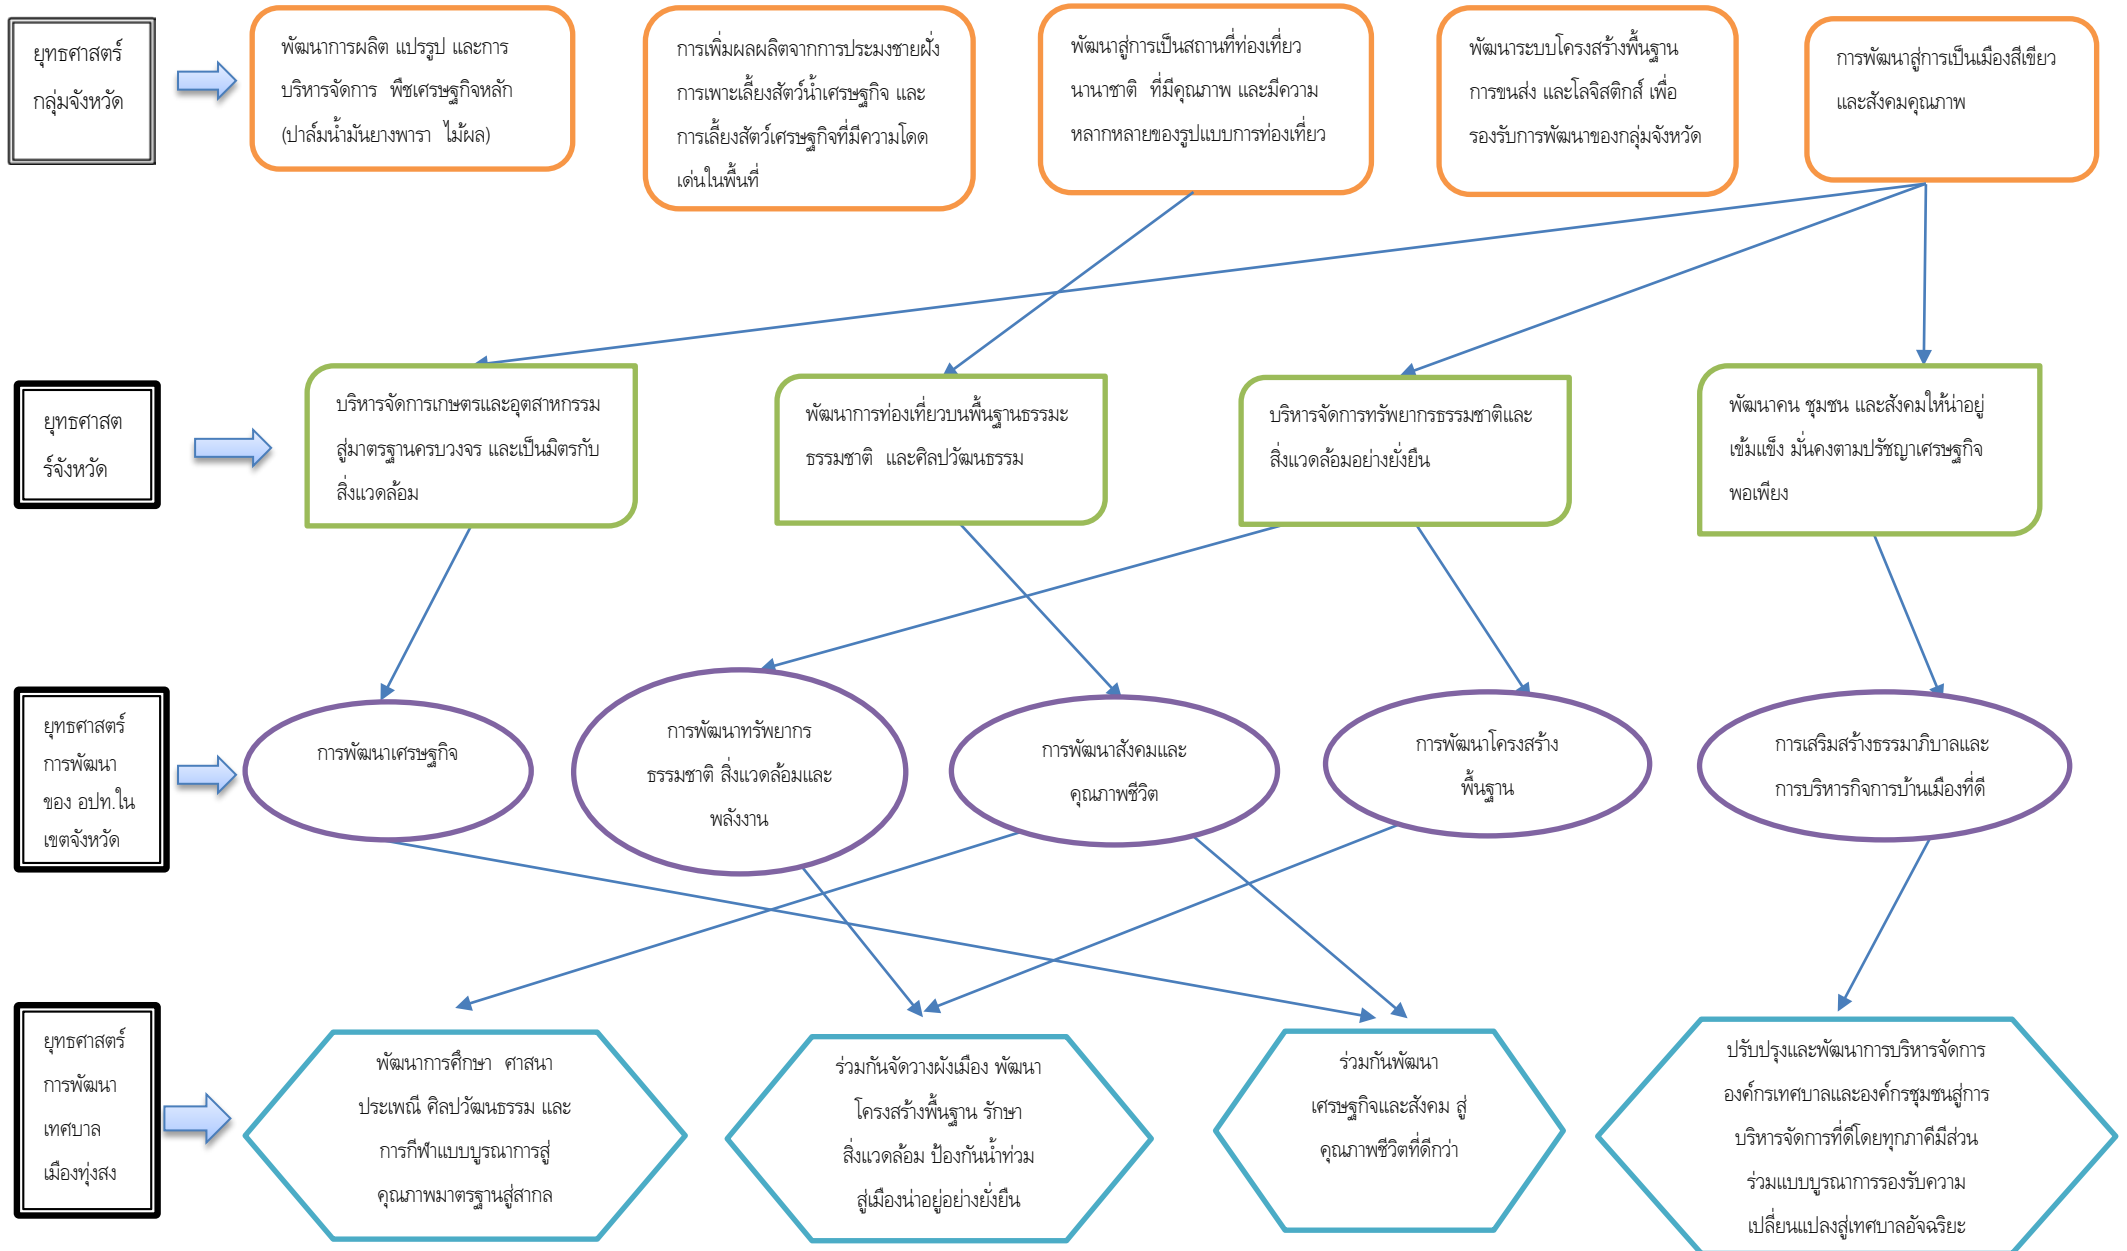 ยุทธศาสตร์
กลุ่มจังหวัด
พัฒนาการผลิต แปรรูป และการ
บริหารจัดการ พืชเศรษฐกิจหลัก
(ปาล์มน้ำมันยางพารา ไม้ผล)
การเพิ่มผลผลิตจากการประมงชายฝั่ง
การเพาะเลี้ยงสัตว์น้ำเศรษฐกิจ และ
การเลี้ยงสัตว์เศรษฐกิจที่มีความโดด
เด่นในพื้นที่
พัฒนาสู่การเป็นสถานที่ท่องเที่ยว
นานาชาติ ที่มีคุณภาพ และมีความ
หลากหลายของรูปแบบการท่องเที่ยว
พัฒนาระบบโครงสร้างพื้นฐาน
การขนส่ง และโลจิสติกส์ เพื่อ
รองรับการพัฒนาของกลุ่มจังหวัด
การพัฒนาสู่การเป็นเมืองสีเขียว
และสังคมคุณภาพ
ยุทธศาสต
ร์จังหวัด
บริหารจัดการเกษตรและอุตสาหกรรม
สู่มาตรฐานครบวงจร และเป็นมิตรกับ
สิ่งแวดล้อม
พัฒนาการท่องเที่ยวบนพื้นฐานธรรมะ
ธรรมชาติ และศิลปวัฒนธรรม
บริหารจัดการทรัพยากรธรรมชาติและ
สิ่งแวดล้อมอย่างยั่งยืน
พัฒนาคน ชุมชน และสังคมให้น่าอยู่
เข้มแข็ง มั่นคงตามปรัชญาเศรษฐกิจ
พอเพียง
ยุทธศาสตร์
การพัฒนา
ของ อปท.ใน
เขตจังหวัด
การพัฒนาเศรษฐกิจ
การพัฒนาทรัพยากร
ธรรมชาติ สิ่งแวดล้อมและ
พลังงาน
การพัฒนาสังคมและ
คุณภาพชีวิต
การพัฒนาโครงสร้าง
พื้นฐาน
การเสริมสร้างธรรมาภิบาลและ
การบริหารกิจการบ้านเมืองที่ดี
ยุทธศาสตร์
การพัฒนา
เทศบาล
เมืองทุ่งสง
พัฒนาการศึกษา ศาสนา
ประเพณี ศิลปวัฒนธรรม และ
การกีฬาแบบบูรณาการสู่
คุณภาพมาตรฐานสู่สากล
ร่วมกันจัดวางผังเมือง พัฒนา
โครงสร้างพื้นฐาน รักษา
สิ่งแวดล้อม ป้องกันน้ำท่วม
สู่เมืองน่าอยู่อย่างยั่งยืน
ร่วมกันพัฒนา
เศรษฐกิจและสังคม สู่
คุณภาพชีวิตที่ดีกว่า
ปรับปรุงและพัฒนาการบริหารจัดการ
องค์กรเทศบาลและองค์กรชุมชนสู่การ
บริหารจัดการที่ดีโดยทุกภาคีมีส่วน
ร่วมแบบบูรณาการรองรับความ
เปลี่ยนแปลงสู่เทศบาลอัจฉริยะ